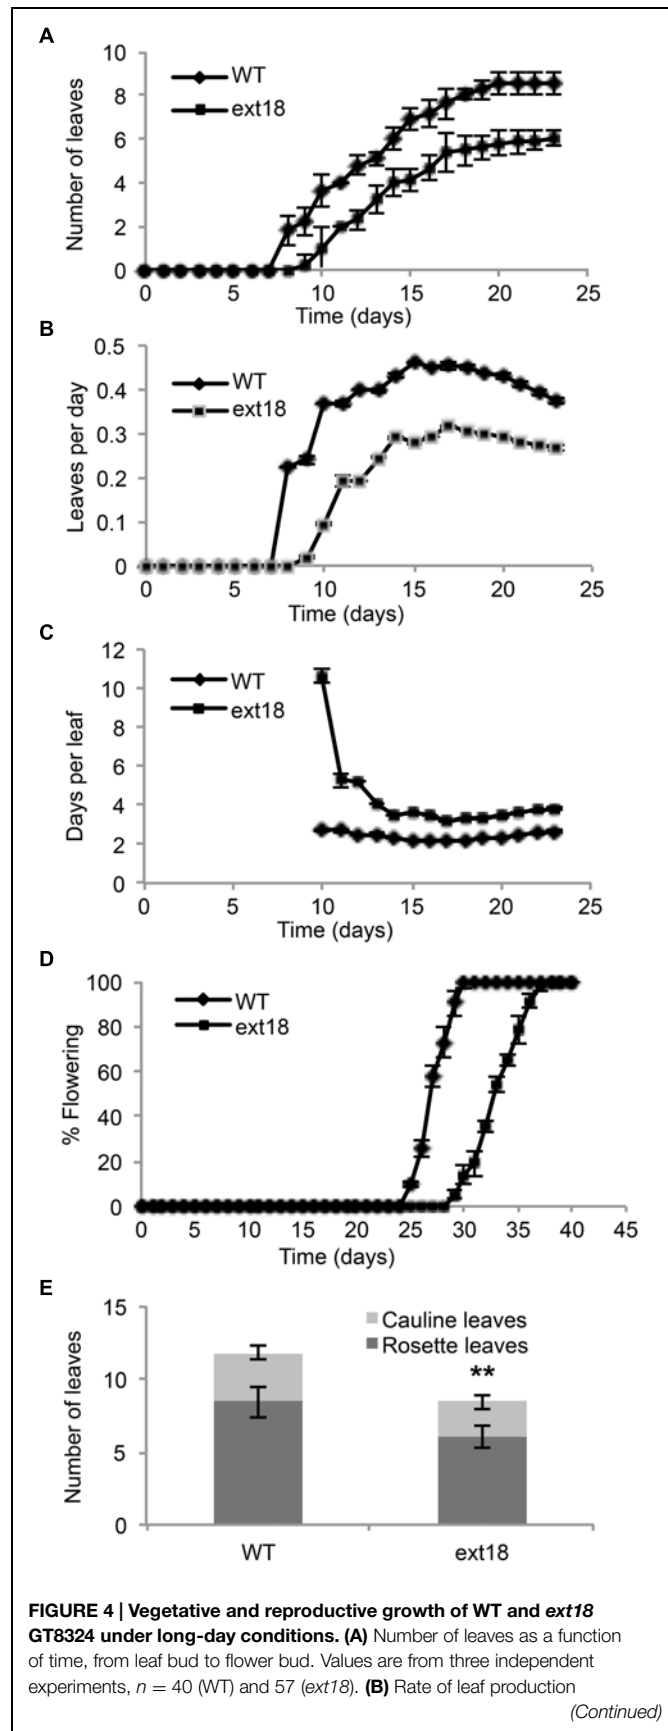 A
10
8
6
4
2
0
Number of leaves
WT
ext18
0 5 10 15 20 25
Time (days)
B
0.5
0.4
0.3
0.2
0.1
0
Leaves per day
WT
ext18
0 5 10 15 20 25
Time (days)
C
12
10
8
6
4
2
0
Days per leaf
WT
ext18
0 5 10 15 20 25
Time (days)
D
100
80
60
40
20
0
% Flowering
WT
ext18
0 5 10 15 20 25 30 35 40 45
Time (days)
E
15
10
5
0
Number of leaves
Cauline leaves
Rosette leaves
**
WT ext18
FIGURE 4 | Vegetative and reproductive growth of WT and ext18
GT8324 under long-day conditions. (A) Number of leaves as a function
of time, from leaf bud to flower bud. Values are from three independent
experiments, n = 40 (WT) and 57 (ext18). (B) Rate of leaf production
(Continued)